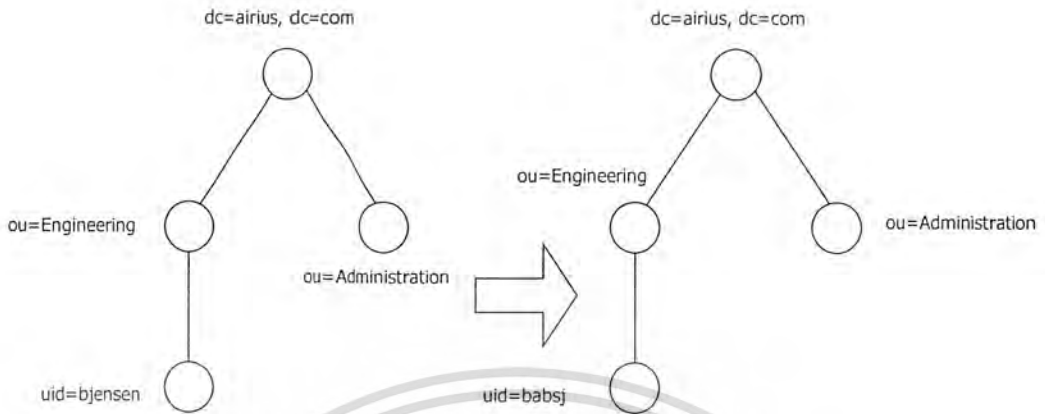 dc=airius, dc=com
dc=airius, dc=com
ou=Engineering
ou=Engineering
ou=Administration
ou=Administration
uid=bjensen
uid=babsj